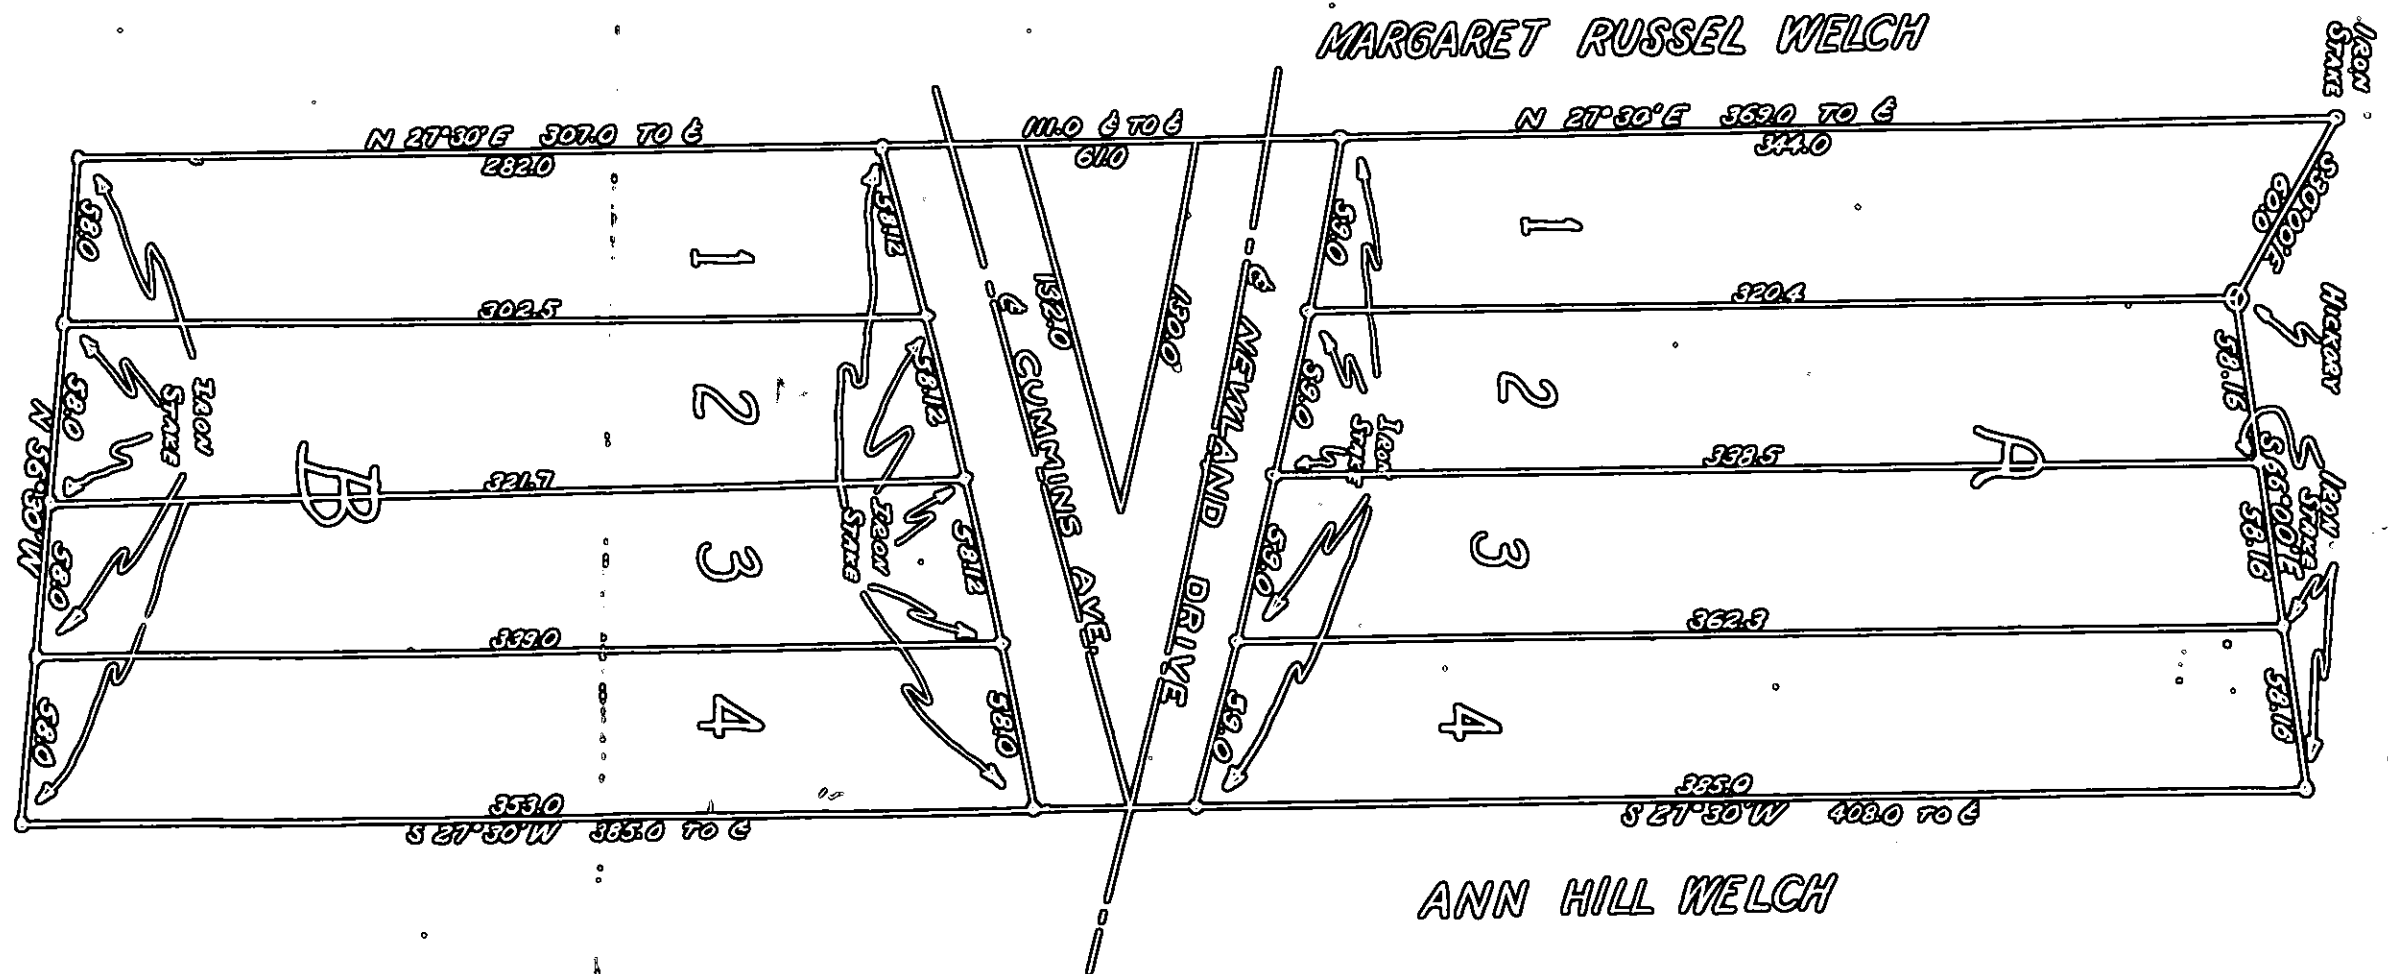 MARGARET RUSSEL WELCH
IRON
STAKE
N 27°30'E 307.0 TO ℄
282.0
111.0 ℄ TO ℄
61.0
N 27°30'E 369.0 TO ℄
344.0
S 30°00'E
60.0
58.0
1
58.12
152.0
130.0
59.0
1
302.5
320.4
HICKORY
58.0
2
58.12
℄ CUMMINS AVE.
℄ NEWLAND DRIVE
59.0
2
58.16
IRON
STAKE
N 56°30'W
B
321.7
IRON
STAKE
338.5
A
S 66°00'E
IRON
STAKE
58.0
3
IRON
STAKE
58.12
59.0
3
58.16
339.0
362.3
58.0
4
58.0
59.0
4
58.16
353.0
S 27°30'W 385.0 TO ℄
385.0
S 27°30'W 408.0 TO ℄
ANN HILL WELCH